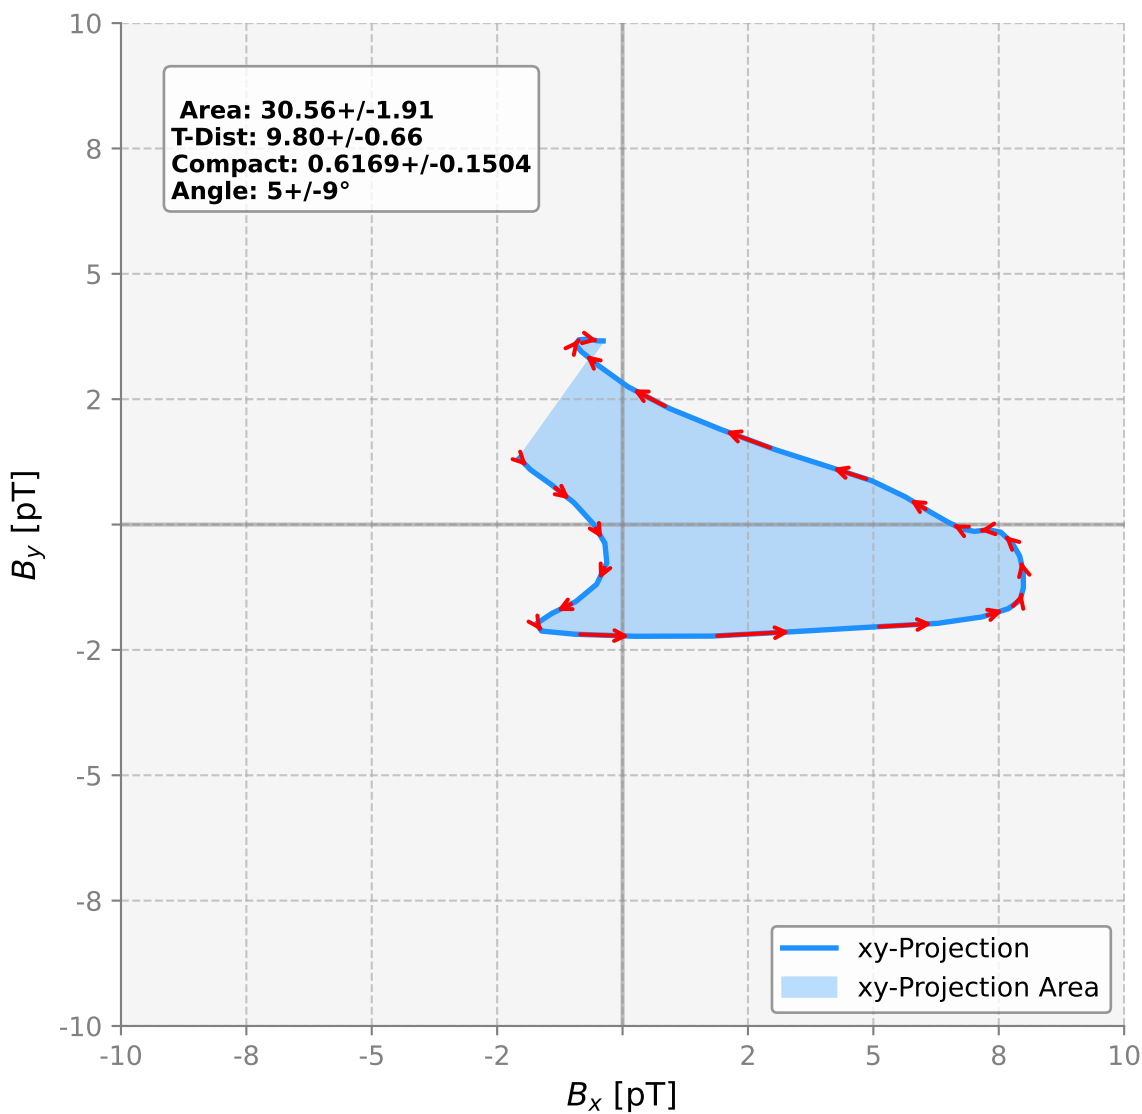 10
8
5
2
-2
-5
-8
-10
B_y [pT]
Area: 30.56+/-1.91
T-Dist: 9.80+/-0.66
Compact: 0.6169+/-0.1504
Angle: 5+/-9°
xy-Projection
xy-Projection Area
-10 -8 -5 -2 2 5 8 10
B_x [pT]